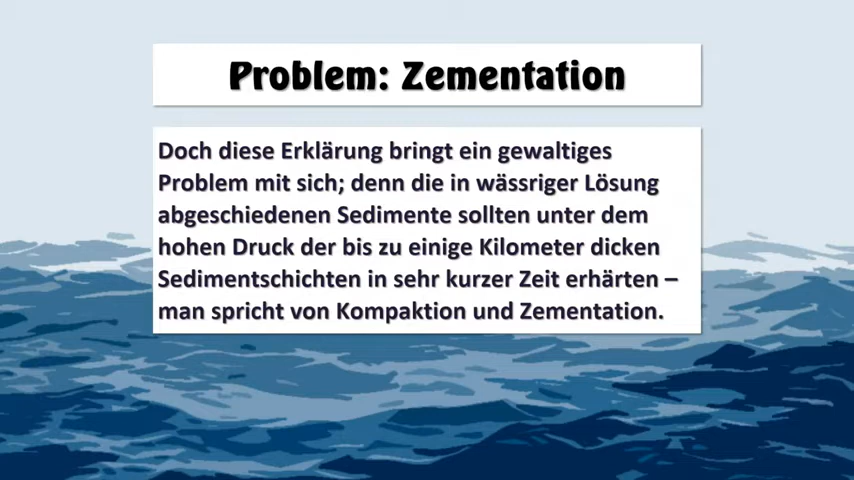 Problem: Zementation
Doch diese Erklärung bringt ein gewaltiges
Problem mit sich; denn die in wässriger Lösung
abgeschiedenen Sedimente sollten unter dem
hohen Druck der bis zu einige Kilometer dicken
Sedimentschichten in sehr kurzer Zeit erhärten –
man spricht von Kompaktion und Zementation.